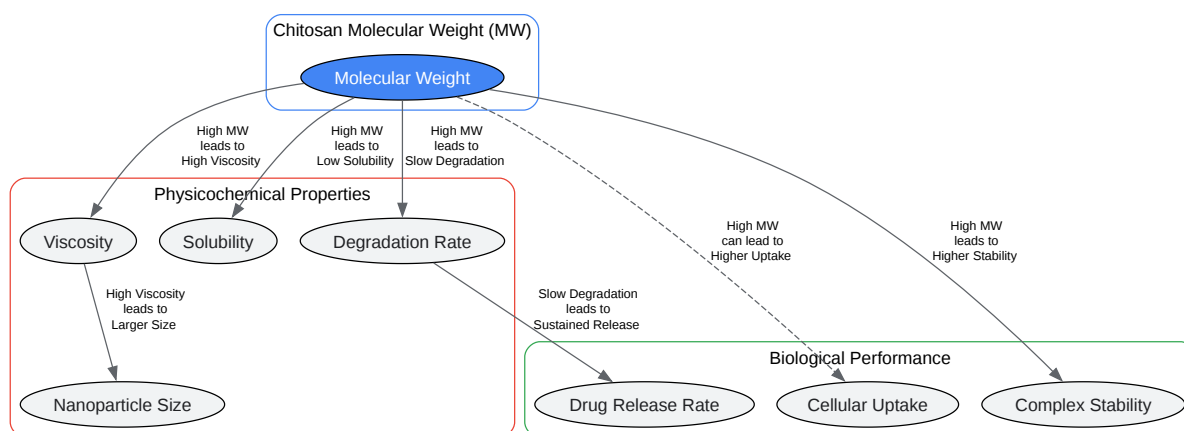 Chitosan Molecular Weight (MW)
Molecular Weight
High MW
leads to
High Viscosity
High MW
leads to
Low Solubility
High MW
leads to
Slow Degradation
Physicochemical Properties
Viscosity
Solubility
Degradation Rate
High MW
can lead to
Higher Uptake
High MW
leads to
Higher Stability
High Viscosity
leads to
Larger Size
Slow Degradation
leads to
Sustained Release
Biological Performance
Nanoparticle Size
Drug Release Rate
Cellular Uptake
Complex Stability